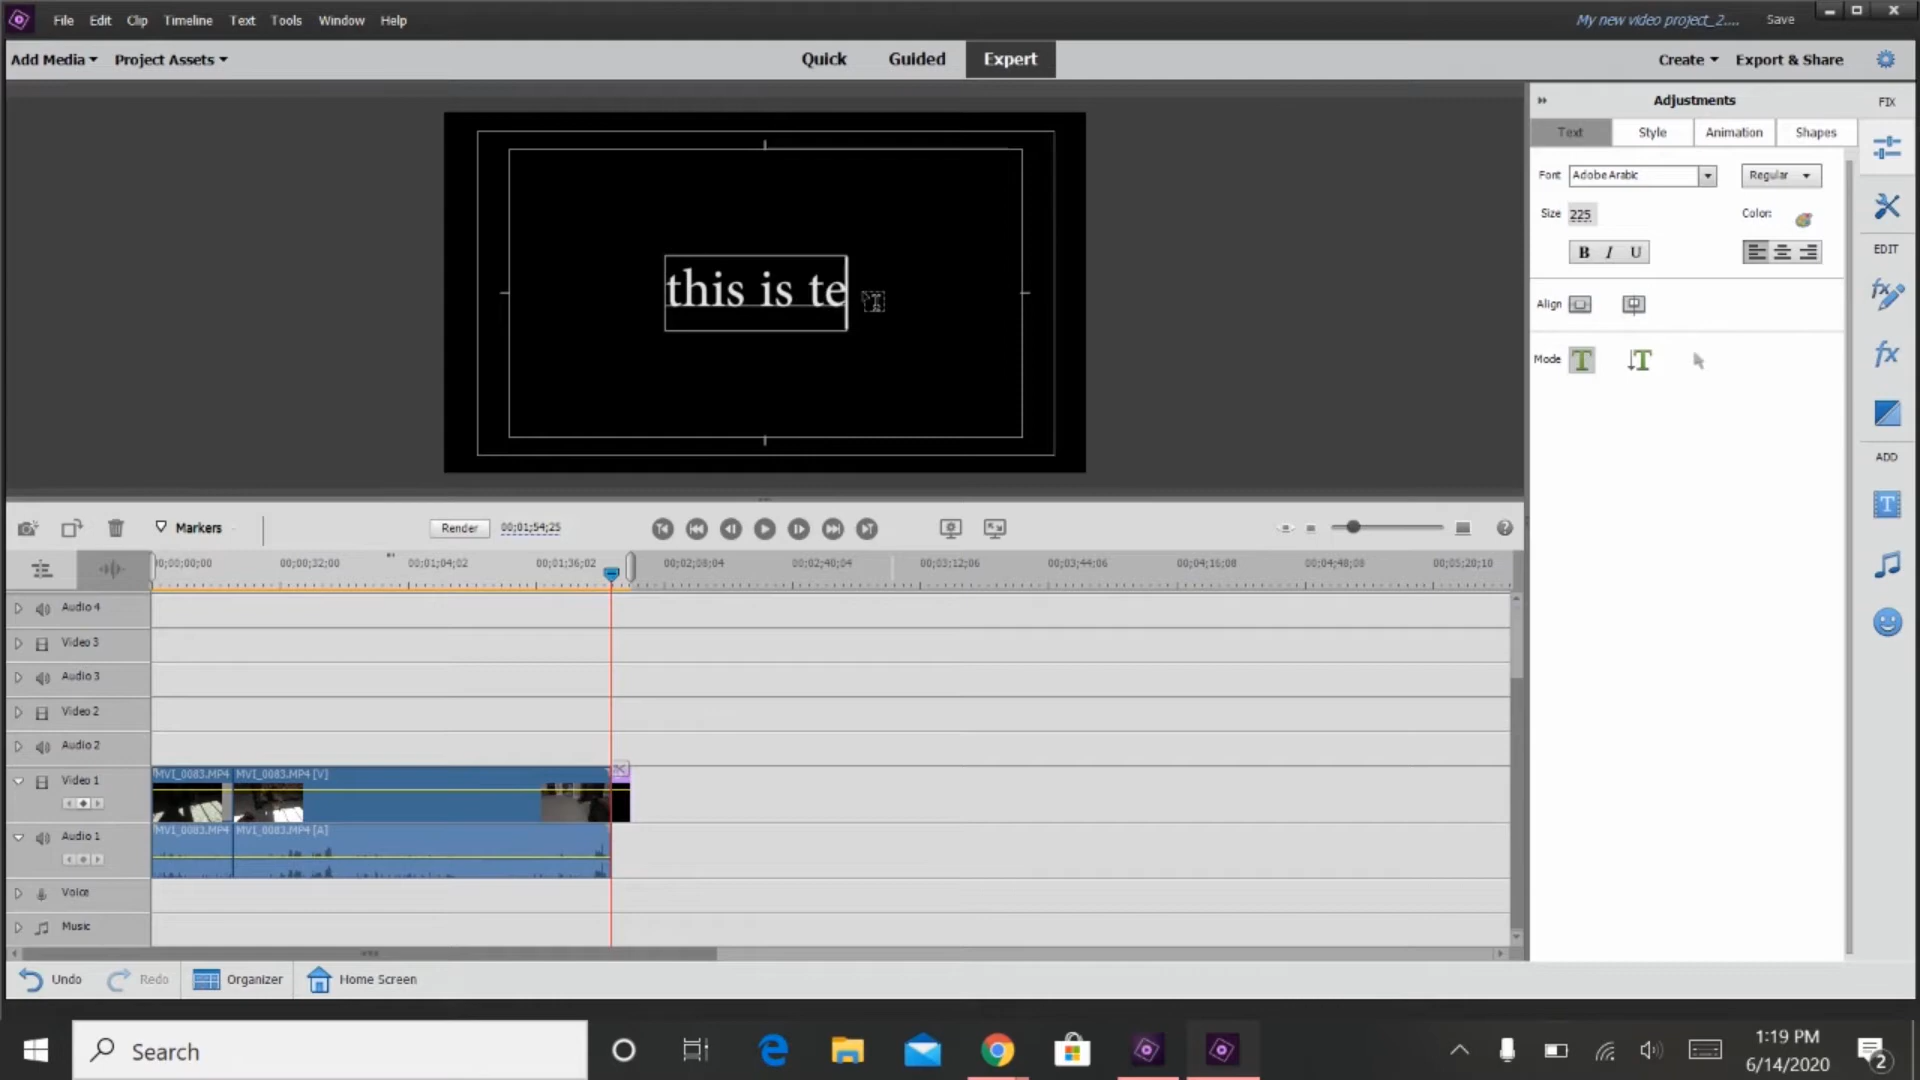 File Edit Clip Timeline Text Tools Window Help My new video project_2.... Save
Add Media Project Assets Quick Guided Expert Create Export & Share
Adjustments FIX
Text Style Animation Shapes
Font Adobe Arabic Regular
Size 225 Color:
B I U
EDIT
Align
Mode T T
this is te
ADD
Markers Render 00;01;54;25
00;00;32;00 00;01;04;02 00;01;36;02 00;02;08;04 00;02;40;04 00;03;12;06 00;03;44;06 00;04;16;08 00;04;48;08 00;05;20;10
Audio 4
Video 3
Audio 3
Video 2
Audio 2
Video 1 MVI_0083.MP4 MVI_0083.MP4 [V]
Audio 1 MVI_0083.MP4 MVI_0083.MP4 [A]
Voice
Music
Undo Redo Organizer Home Screen
Search 1:19 PM
6/14/2020 2